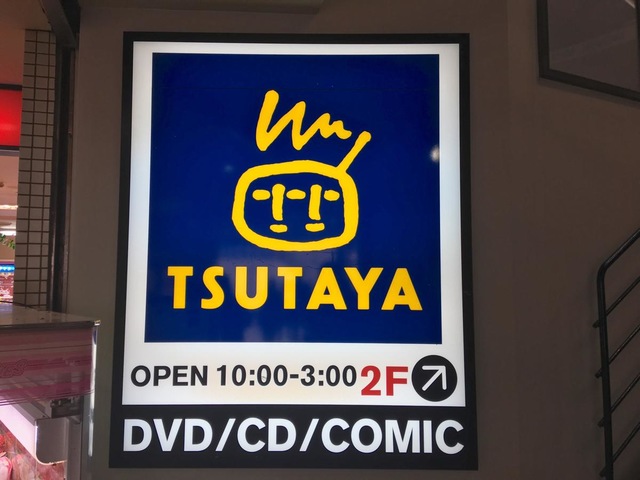 TSUTAYA
OPEN 10:00-3:00 2F
DVD/CD/COMIC